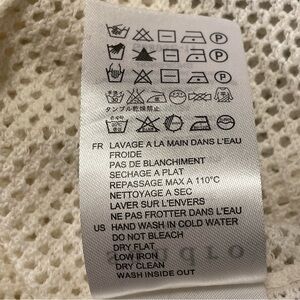 P
P
P
タンブル乾燥禁止
FR LAVAGE A LA MAIN DANS L'EAU
FROIDE
PAS DE BLANCHIMENT
SECHAGE A PLAT
REPASSAGE MAX A 110°C
NETTOYAGE A SEC
LAVER SUR L'ENVERS
NE PAS FROTTER DANS L'EAU
US HAND WASH IN COLD WATER
DO NOT BLEACH
DRY FLAT
LOW IRON
DRY CLEAN
WASH INSIDE OUT